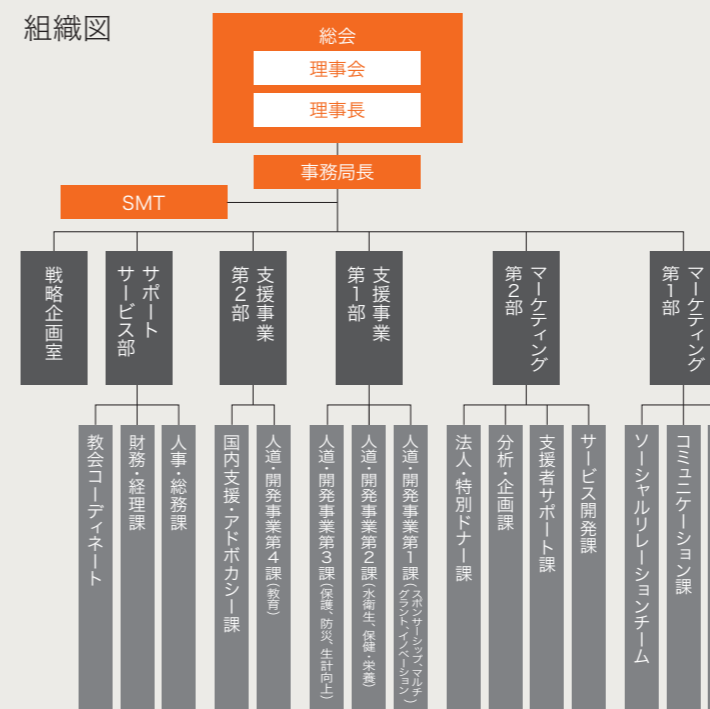 組織図
総会
理事会
理事長
事務局長
SMT
戦略企画室
サポート
サービス部
支援事業
第2部
支援事業
第1部
マーケティング
第2部
マーケティング
第1部
教会コーディネート
財務・経理課
人事・総務課
国内支援・アドボカシー課
人道・開発事業第4課(教育)
人道・開発事業第3課(保護、防災、生計向上)
人道・開発事業第2課(水衛生、保健・栄養)
人道・開発事業第1課(スポンサーシップ、マルチ
グラント、イノベーション)
法人・特別ドナー課
分析・企画課
支援者サポート課
サービス開発課
ソーシャルリレーションチーム
コミュニケーション課